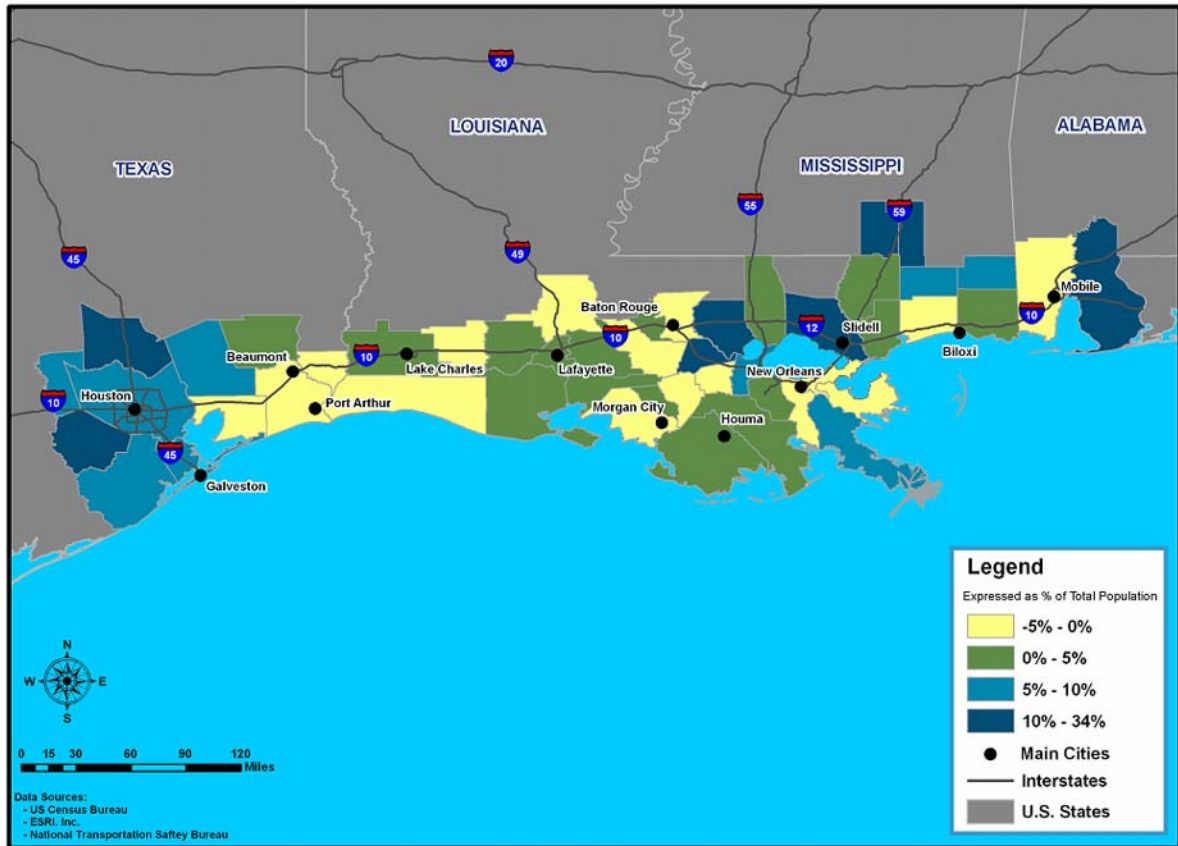 20
LOUISIANA
ALABAMA
TEXAS
MISSISSIPPI
55
59
45
49
Baton Rouge
Mobile
10
12
10
Slidell
Beaumont
10
10
Biloxi
Lake Charles
Lafayette
New Orleans
Houston
10
Port Arthur
Morgan City
Houma
45
Galveston
Legend
Expressed as % of Total Population
-5% - 0%
0% - 5%
5% - 10%
10% - 34%
Main Cities
Interstates
U.S. States
N
W E
S
0 15 30 60 90 120
Miles
Data Sources:
- US Census Bureau
- ESRI. Inc.
- National Transportation Saftey Bureau